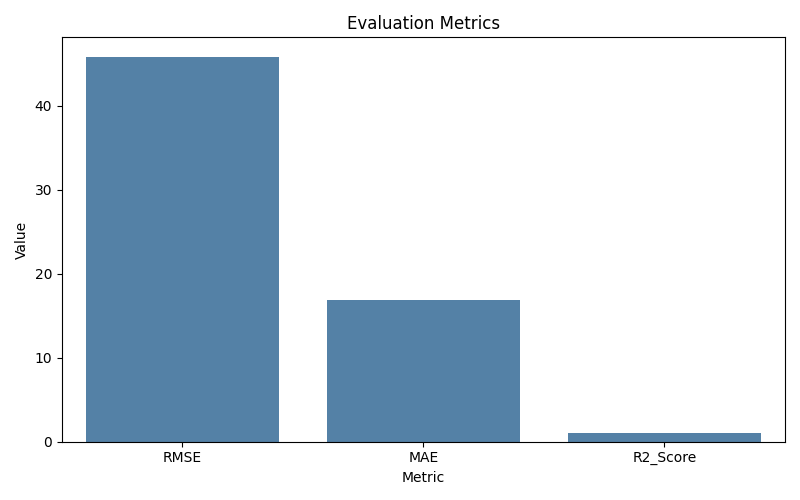 Evaluation Metrics
Value
40
30
20
10
0
RMSE
MAE
R2_Score
Metric